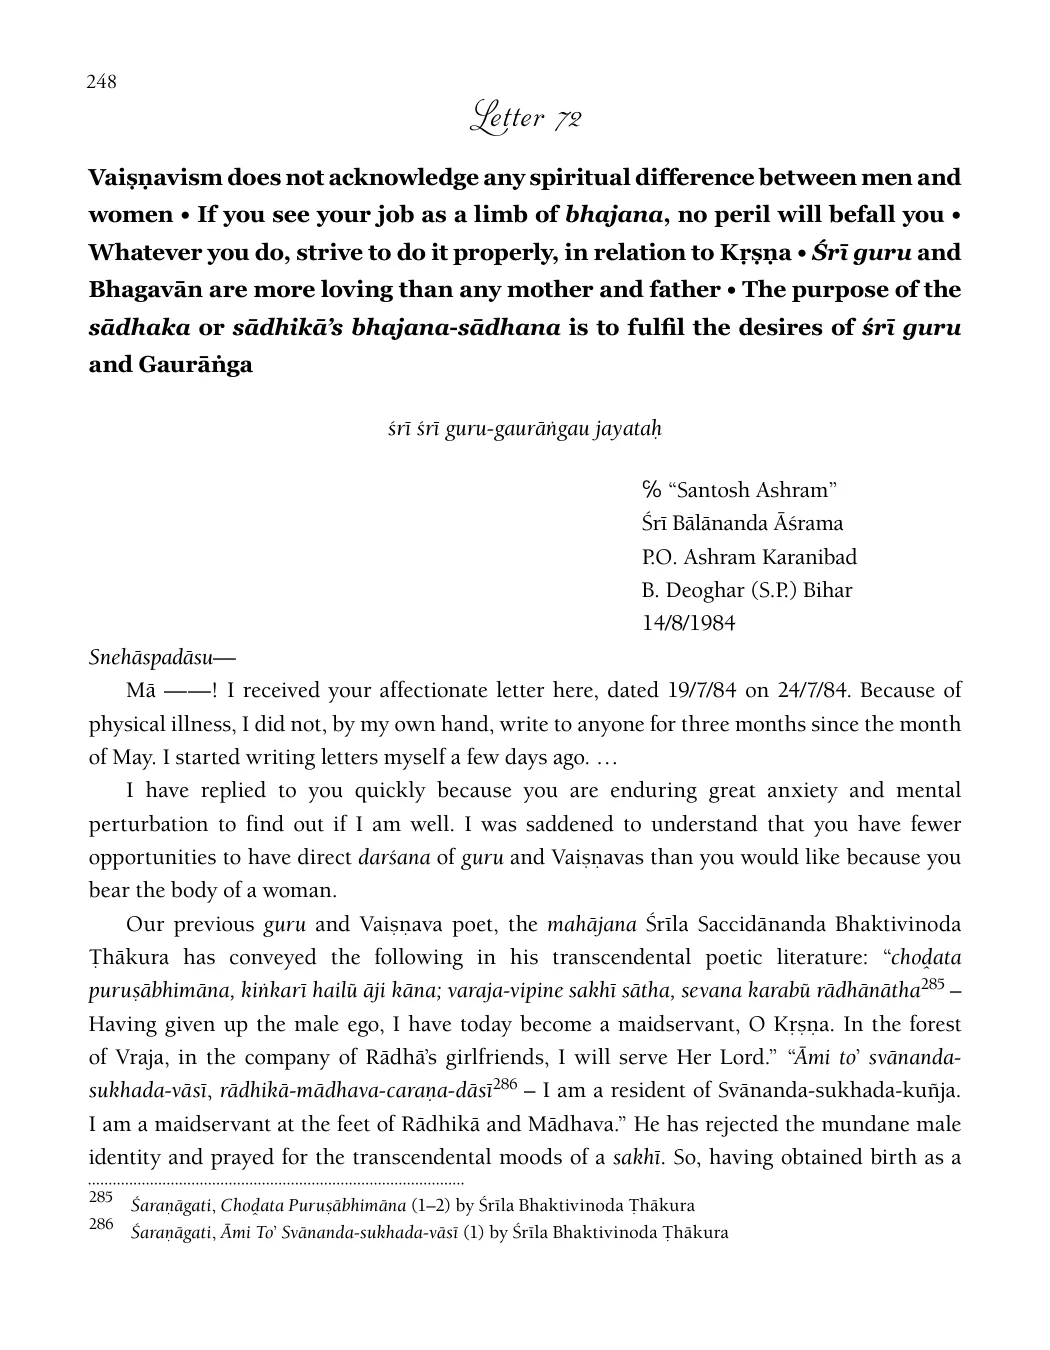 248
Letter 72
Vaiṣṇavism does not acknowledge any spiritual difference between men and
women • If you see your job as a limb of bhajana, no peril will befall you •
Whatever you do, strive to do it properly, in relation to Kṛṣṇa • Śrī guru and
Bhagavān are more loving than any mother and father • The purpose of the
sādhaka or sādhikā’s bhajana-sādhana is to fulfil the desires of śrī guru
and Gaurāṅga
śrī śrī guru-gaurāṅgau jayataḥ
℅ “Santosh Ashram”
Śrī Bālānanda Āśrama
P.O. Ashram Karanibad
B. Deoghar (S.P.) Bihar
14/8/1984
Snehāspadāsu—
Mā ——! I received your affectionate letter here, dated 19/7/84 on 24/7/84. Because of
physical illness, I did not, by my own hand, write to anyone for three months since the month
of May. I started writing letters myself a few days ago. …
I have replied to you quickly because you are enduring great anxiety and mental
perturbation to find out if I am well. I was saddened to understand that you have fewer
opportunities to have direct darśana of guru and Vaiṣṇavas than you would like because you
bear the body of a woman.
Our previous guru and Vaiṣṇava poet, the mahājana Śrīla Saccidānanda Bhaktivinoda
Ṭhākura has conveyed the following in his transcendental poetic literature: “choḓata
puruṣābhimāna, kiṅkarī hailũ āji kāna; varaja-vipine sakhī sātha, sevana karabũ rādhānātha285 –
Having given up the male ego, I have today become a maidservant, O Kṛṣṇa. In the forest
of Vraja, in the company of Rādhā’s girlfriends, I will serve Her Lord.” “Āmi to’ svānanda-
sukhada-vāsī, rādhikā-mādhava-caraṇa-dāsī286 – I am a resident of Svānanda-sukhada-kuñja.
I am a maidservant at the feet of Rādhikā and Mādhava.” He has rejected the mundane male
identity and prayed for the transcendental moods of a sakhī. So, having obtained birth as a
285 Śaraṇāgati, Choḓata Puruṣābhimāna (1–2) by Śrīla Bhaktivinoda Ṭhākura
286 Śaraṇāgati, Āmi To’ Svānanda-sukhada-vāsī (1) by Śrīla Bhaktivinoda Ṭhākura